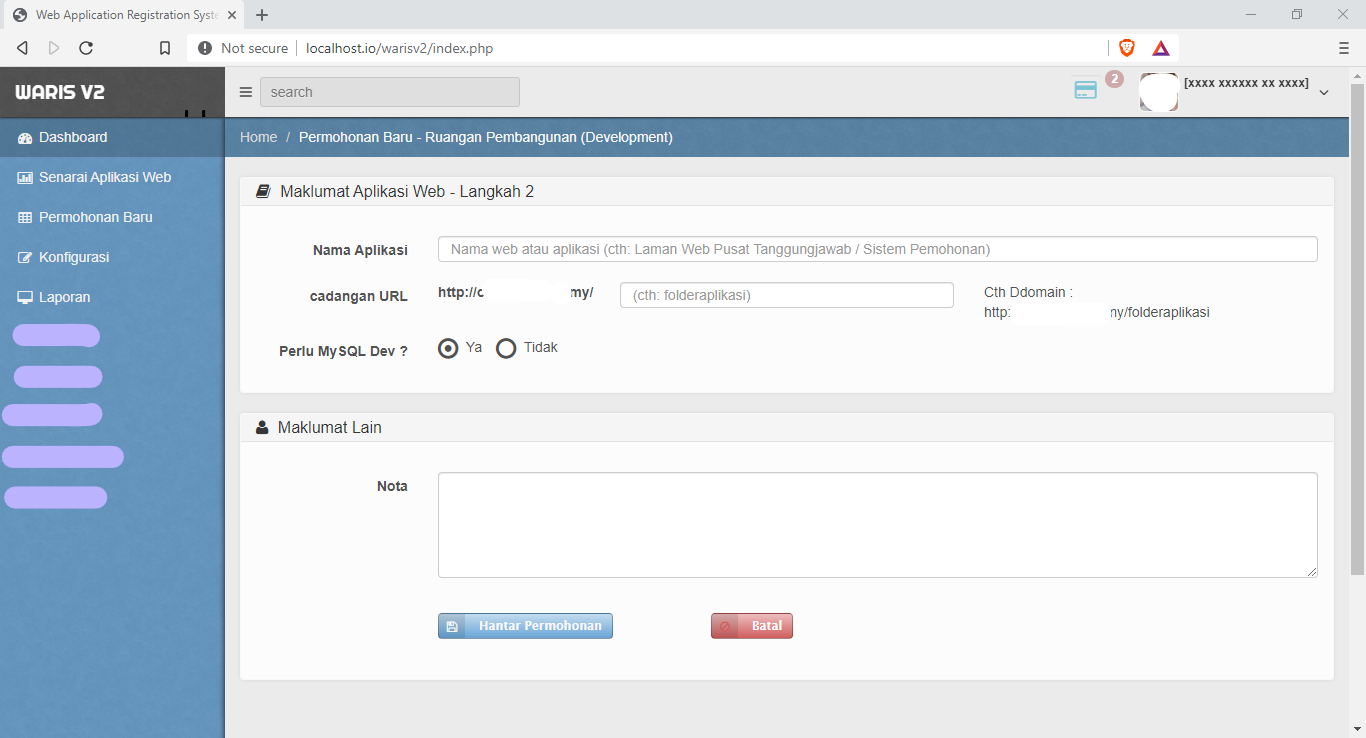 Web Application Registration Syste
Not secure
localhost.io/warisv2/index.php
WARIS V2
search
2
[xxxx xxxxxx xx xxxx]
Dashboard
Senarai Aplikasi Web
Permohonan Baru
Konfigurasi
Laporan
Home / Permohonan Baru - Ruangan Pembangunan (Development)
Maklumat Aplikasi Web - Langkah 2
Nama Aplikasi
Nama web atau aplikasi (cth: Laman Web Pusat Tanggungjawab / Sistem Pemohonan)
cadangan URL
http:// my/
(cth: folderaplikasi)
Cth Ddomain :
http: my/folderaplikasi
Perlu MySQL Dev ?
Ya
Tidak
Maklumat Lain
Nota
Hantar Permohonan
Batal